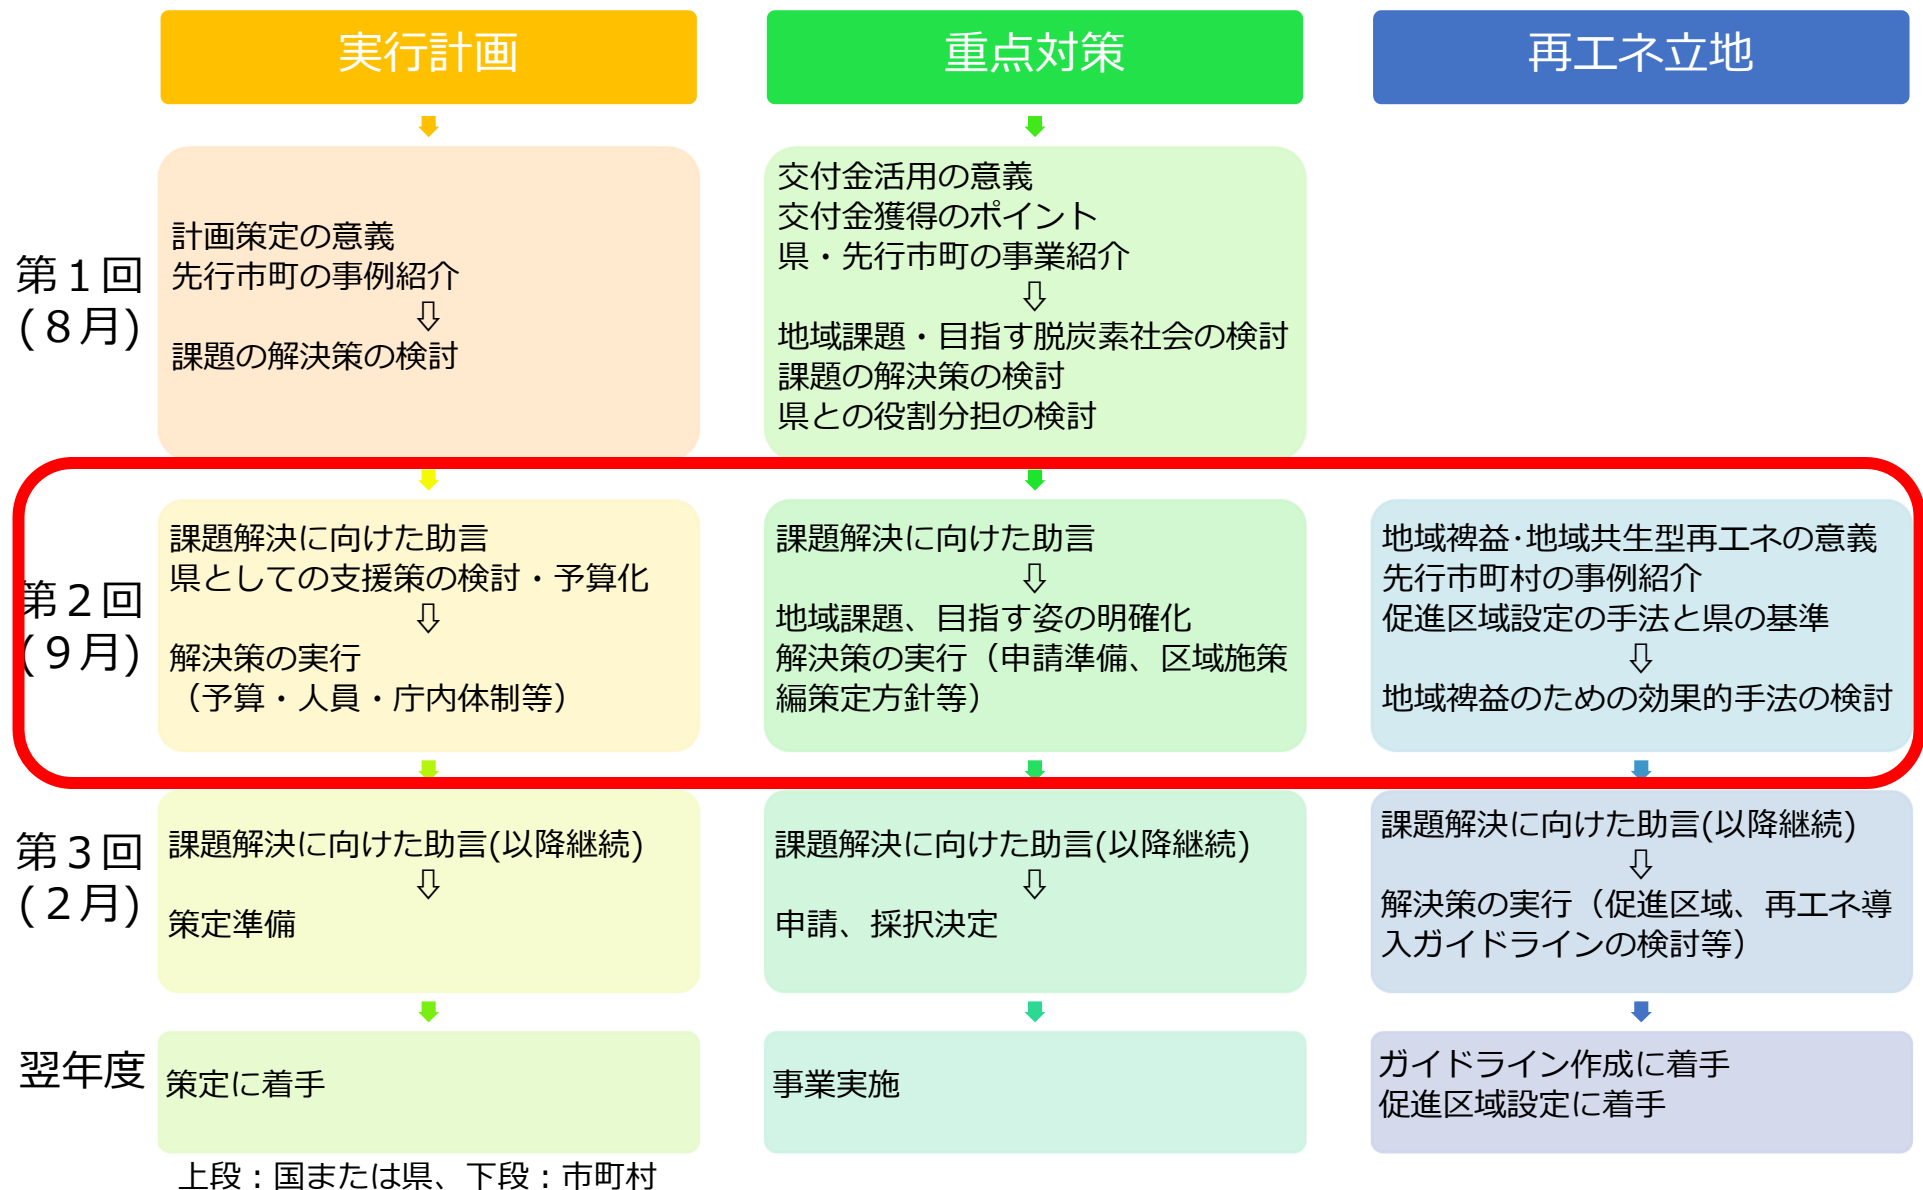 実行計画
重点対策
再エネ立地
第１回
(８月)
計画策定の意義
先行市町の事例紹介
⇩
課題の解決策の検討
交付金活用の意義
交付金獲得のポイント
県・先行市町の事業紹介
⇩
地域課題・目指す脱炭素社会の検討
課題の解決策の検討
県との役割分担の検討
第２回
(９月)
課題解決に向けた助言
県としての支援策の検討・予算化
⇩
解決策の実行
（予算・人員・庁内体制等）
課題解決に向けた助言
⇩
地域課題、目指す姿の明確化
解決策の実行（申請準備、区域施策
編策定方針等）
地域裨益･地域共生型再エネの意義
先行市町村の事例紹介
促進区域設定の手法と県の基準
⇩
地域裨益のための効果的手法の検討
第３回
(２月)
課題解決に向けた助言(以降継続)
⇩
策定準備
課題解決に向けた助言(以降継続)
⇩
申請、採択決定
課題解決に向けた助言(以降継続)
⇩
解決策の実行（促進区域、再エネ導
入ガイドラインの検討等）
翌年度
策定に着手
事業実施
ガイドライン作成に着手
促進区域設定に着手
上段：国または県、下段：市町村